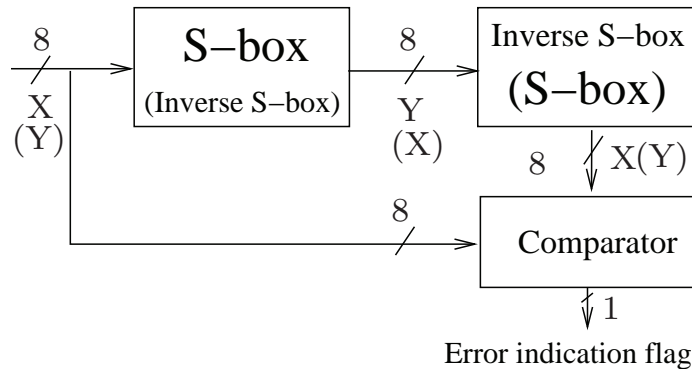 8
S–box
(Inverse S–box)
X
(Y)
8
Y
(X)
Inverse S–box
(S–box)
8
X(Y)
8
Comparator
1
Error indication flag